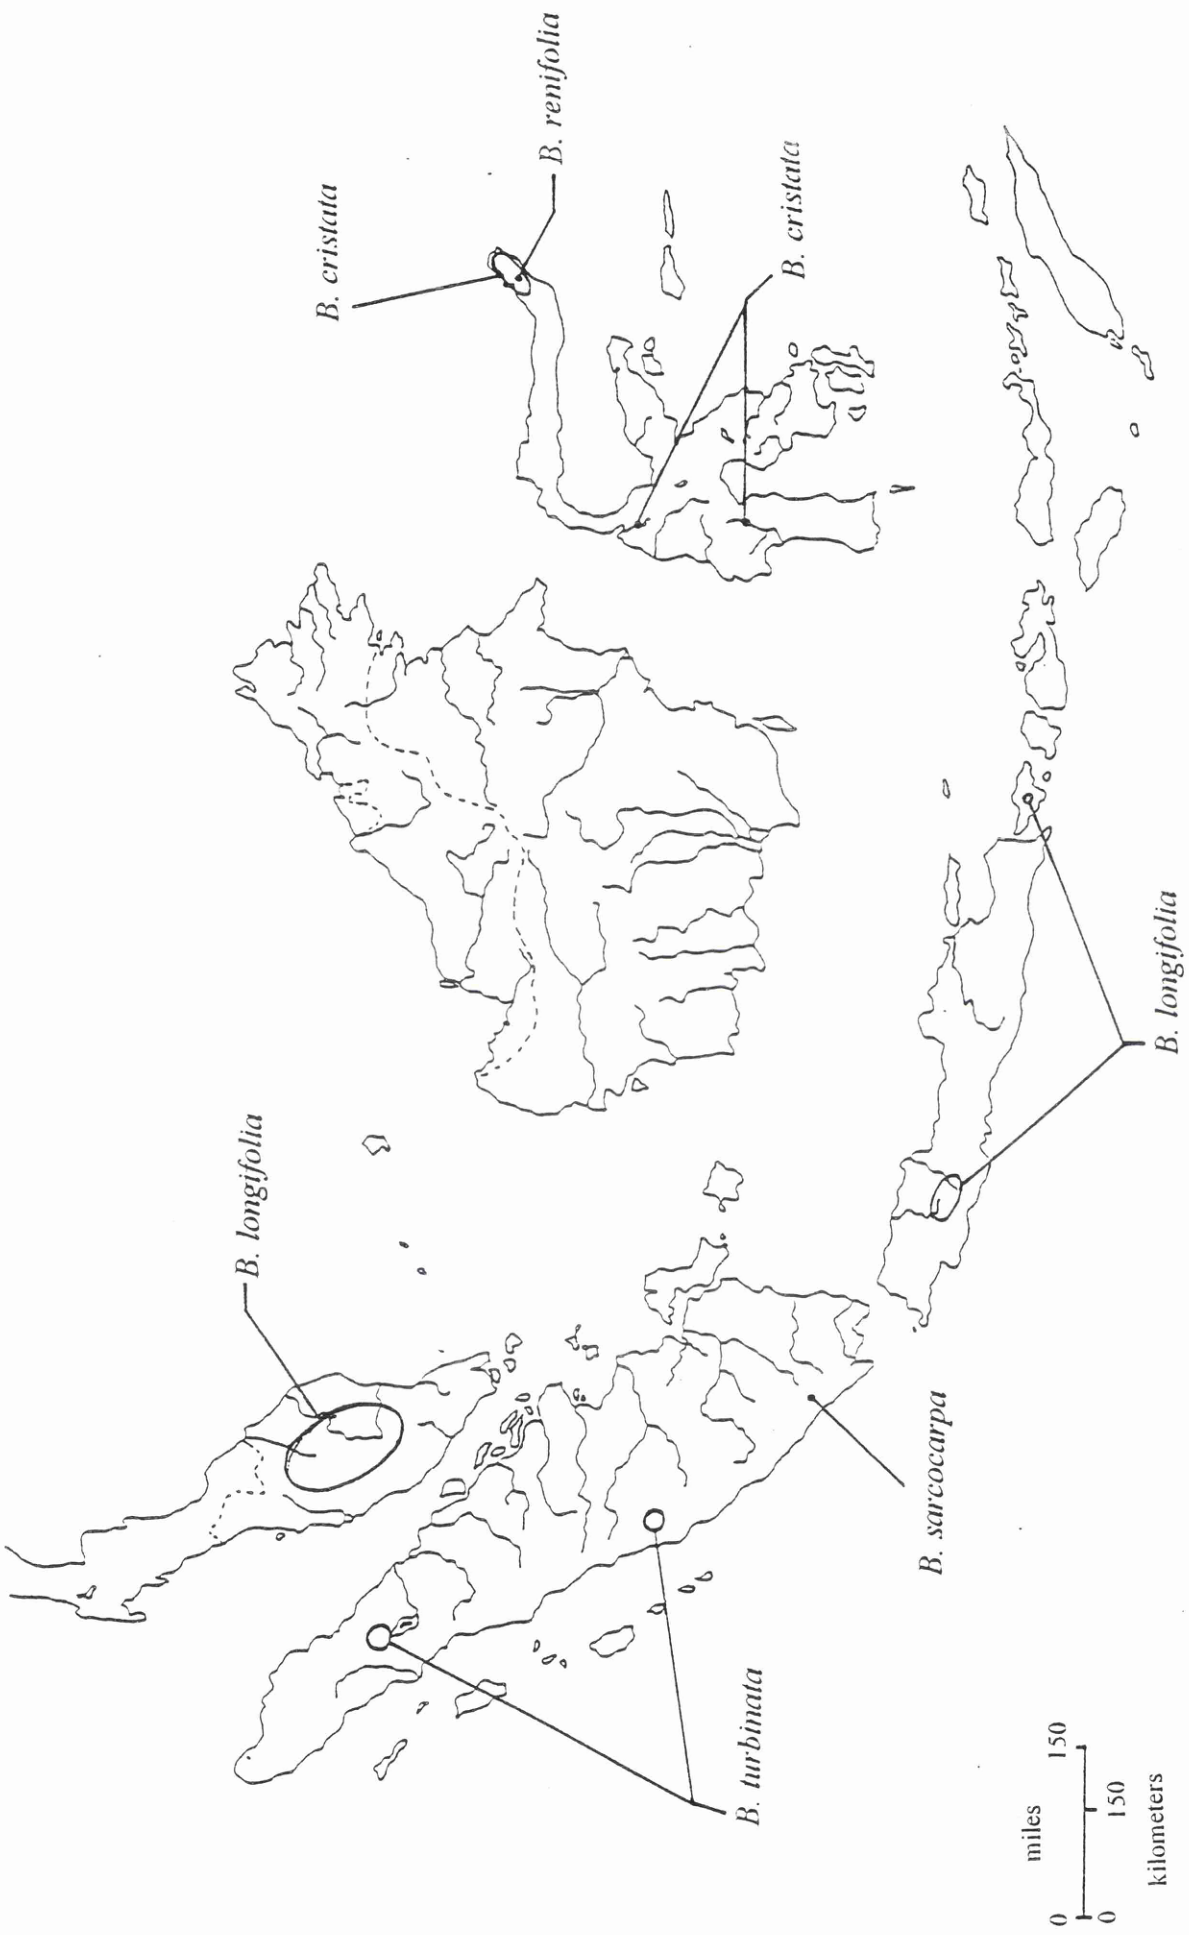 B. longifolia
B. cristata
B. renifolia
B. cristata
B. turbinata
B. sarcocarpa
B. longifolia
miles
0 150
0 150
kilometers